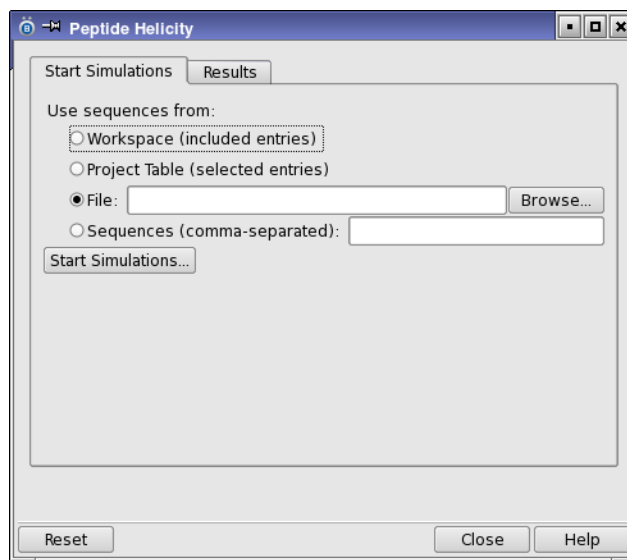 Peptide Helicity
Start Simulations Results
Use sequences from:
Workspace (included entries)
Project Table (selected entries)
File: Browse...
Sequences (comma-separated):
Start Simulations...
Reset Close Help